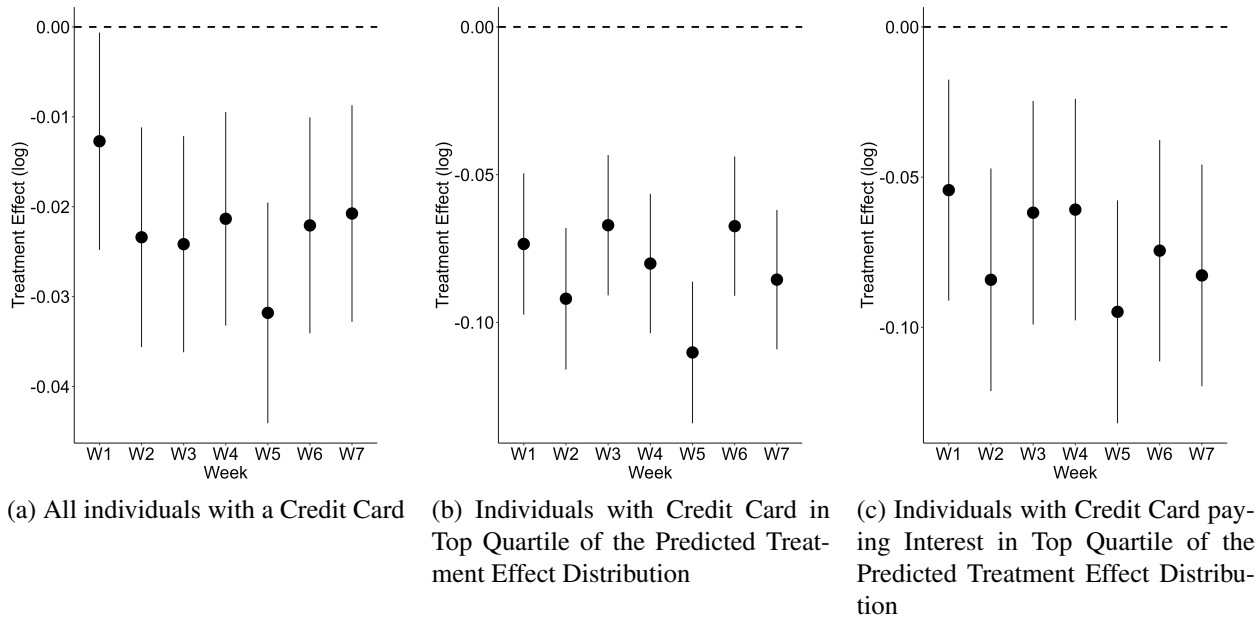 0.00
-0.01
-0.02
-0.03
-0.04
Treatment Effect (log)
W1 W2 W3 W4 W5 W6 W7
Week
(a) All individuals with a Credit Card
0.00
-0.05
-0.10
Treatment Effect (log)
W1 W2 W3 W4 W5 W6 W7
Week
(b) Individuals with Credit Card in
Top Quartile of the Predicted Treat-
ment Effect Distribution
0.00
-0.05
-0.10
Treatment Effect (log)
W1 W2 W3 W4 W5 W6 W7
Week
(c) Individuals with Credit Card pay-
ing Interest in Top Quartile of the
Predicted Treatment Effect Distribu-
tion